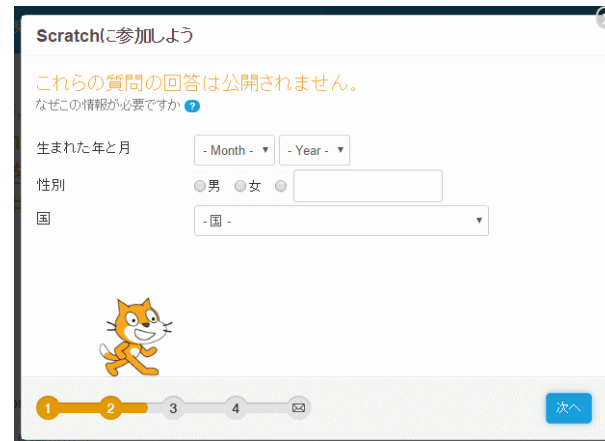 Scratchに参加しよう
これらの質問の回答は公開されません。
なぜこの情報が必要ですか ?
生まれた年と月 - Month - - Year -
性別 男 女
国 - 国 -
1 2 3 4 次へ